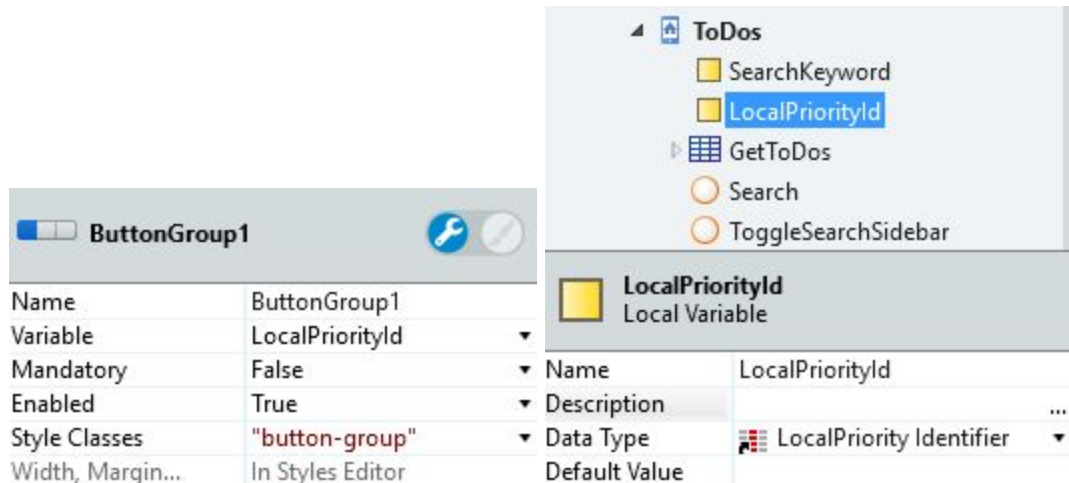 ButtonGroup1
Name ButtonGroup1
Variable LocalPriorityId
Mandatory False
Enabled True
Style Classes "button-group"
Width, Margin... In Styles Editor
ToDos
SearchKeyword
LocalPriorityId
GetToDos
Search
ToggleSearchSidebar
LocalPriorityId
Local Variable
Name LocalPriorityId
Description ...
Data Type LocalPriority Identifier
Default Value